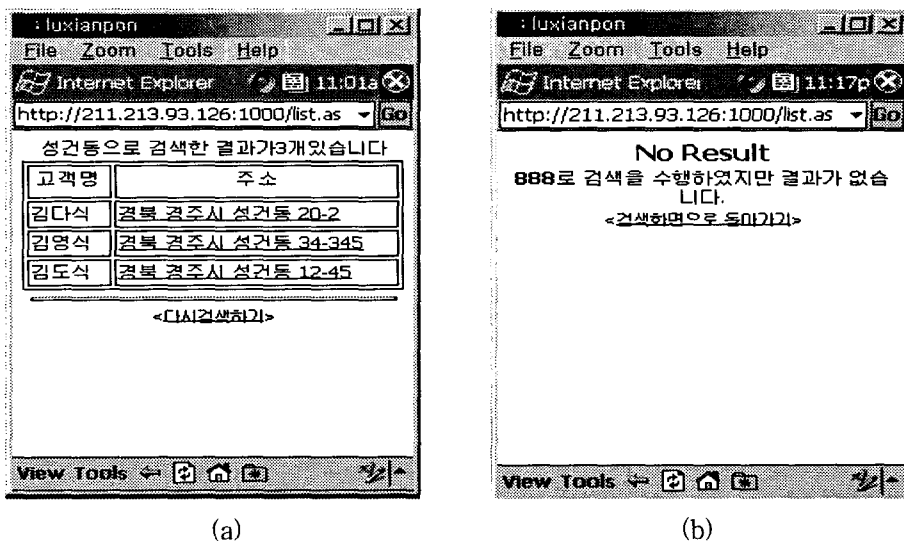 : luxianpon
File Zoom Tools Help
Internet Explorer 11:01a
http://211.213.93.126:1000/list.as Go
성건동으로 검색한 결과가3개있습니다
고객명 주소
김다식 경북 경주시 성건동 20-2
김영식 경북 경주시 성건동 34-345
김도식 경북 경주시 성건동 12-45
<다시검색하기>
View Tools
(a)
: luxianpon
File Zoom Tools Help
Internet Explorer 11:17p
http://211.213.93.126:1000/list.as Go
No Result
888로 검색을 수행하였지만 결과가 없습
니다.
<검색화면으로 돌아가기>
View Tools
(b)